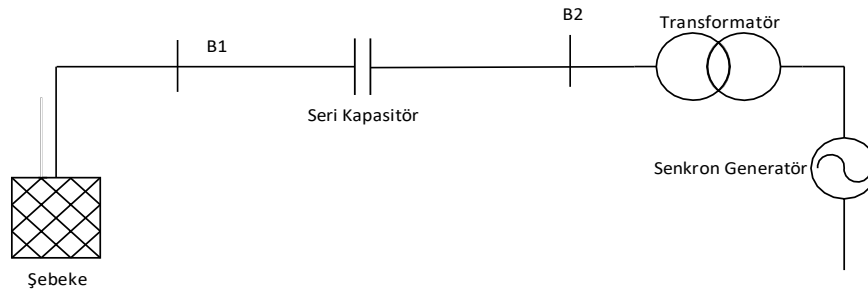 B1
B2
Transformatör
Seri Kapasitör
Senkron Generatör
Şebeke